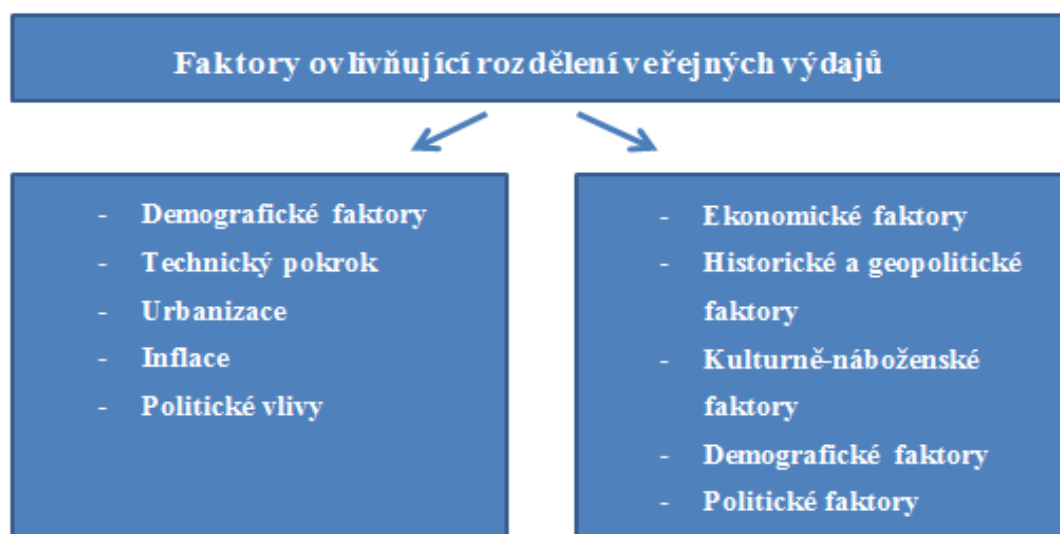 Faktory ovlivňující rozdělení veřejných výdajů
- Demografické faktory
- Technický pokrok
- Urbanizace
- Inflace
- Politické vlivy
- Ekonomické faktory
- Historické a geopolitické
faktory
- Kulturně-náboženské
faktory
- Demografické faktory
- Politické faktory